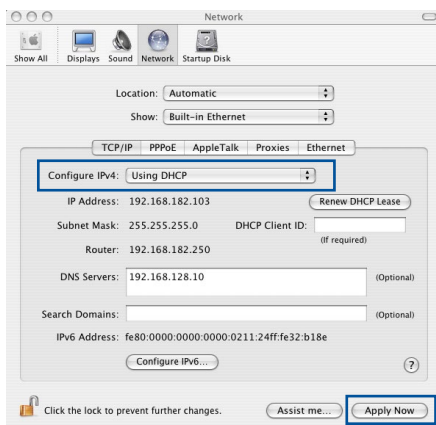 Network
Show All Displays Sound Network Startup Disk
Location: Automatic
Show: Built-in Ethernet
TCP/IP PPPoE AppleTalk Proxies Ethernet
Configure IPv4: Using DHCP
IP Address: 192.168.182.103 Renew DHCP Lease
Subnet Mask: 255.255.255.0 DHCP Client ID:
(If required)
Router: 192.168.182.250
DNS Servers: 192.168.128.10 (Optional)
Search Domains: (Optional)
IPv6 Address: fe80:0000:0000:0000:0211:24ff:fe32:b18e
Configure IPv6... ?
Click the lock to prevent further changes. Assist me... Apply Now